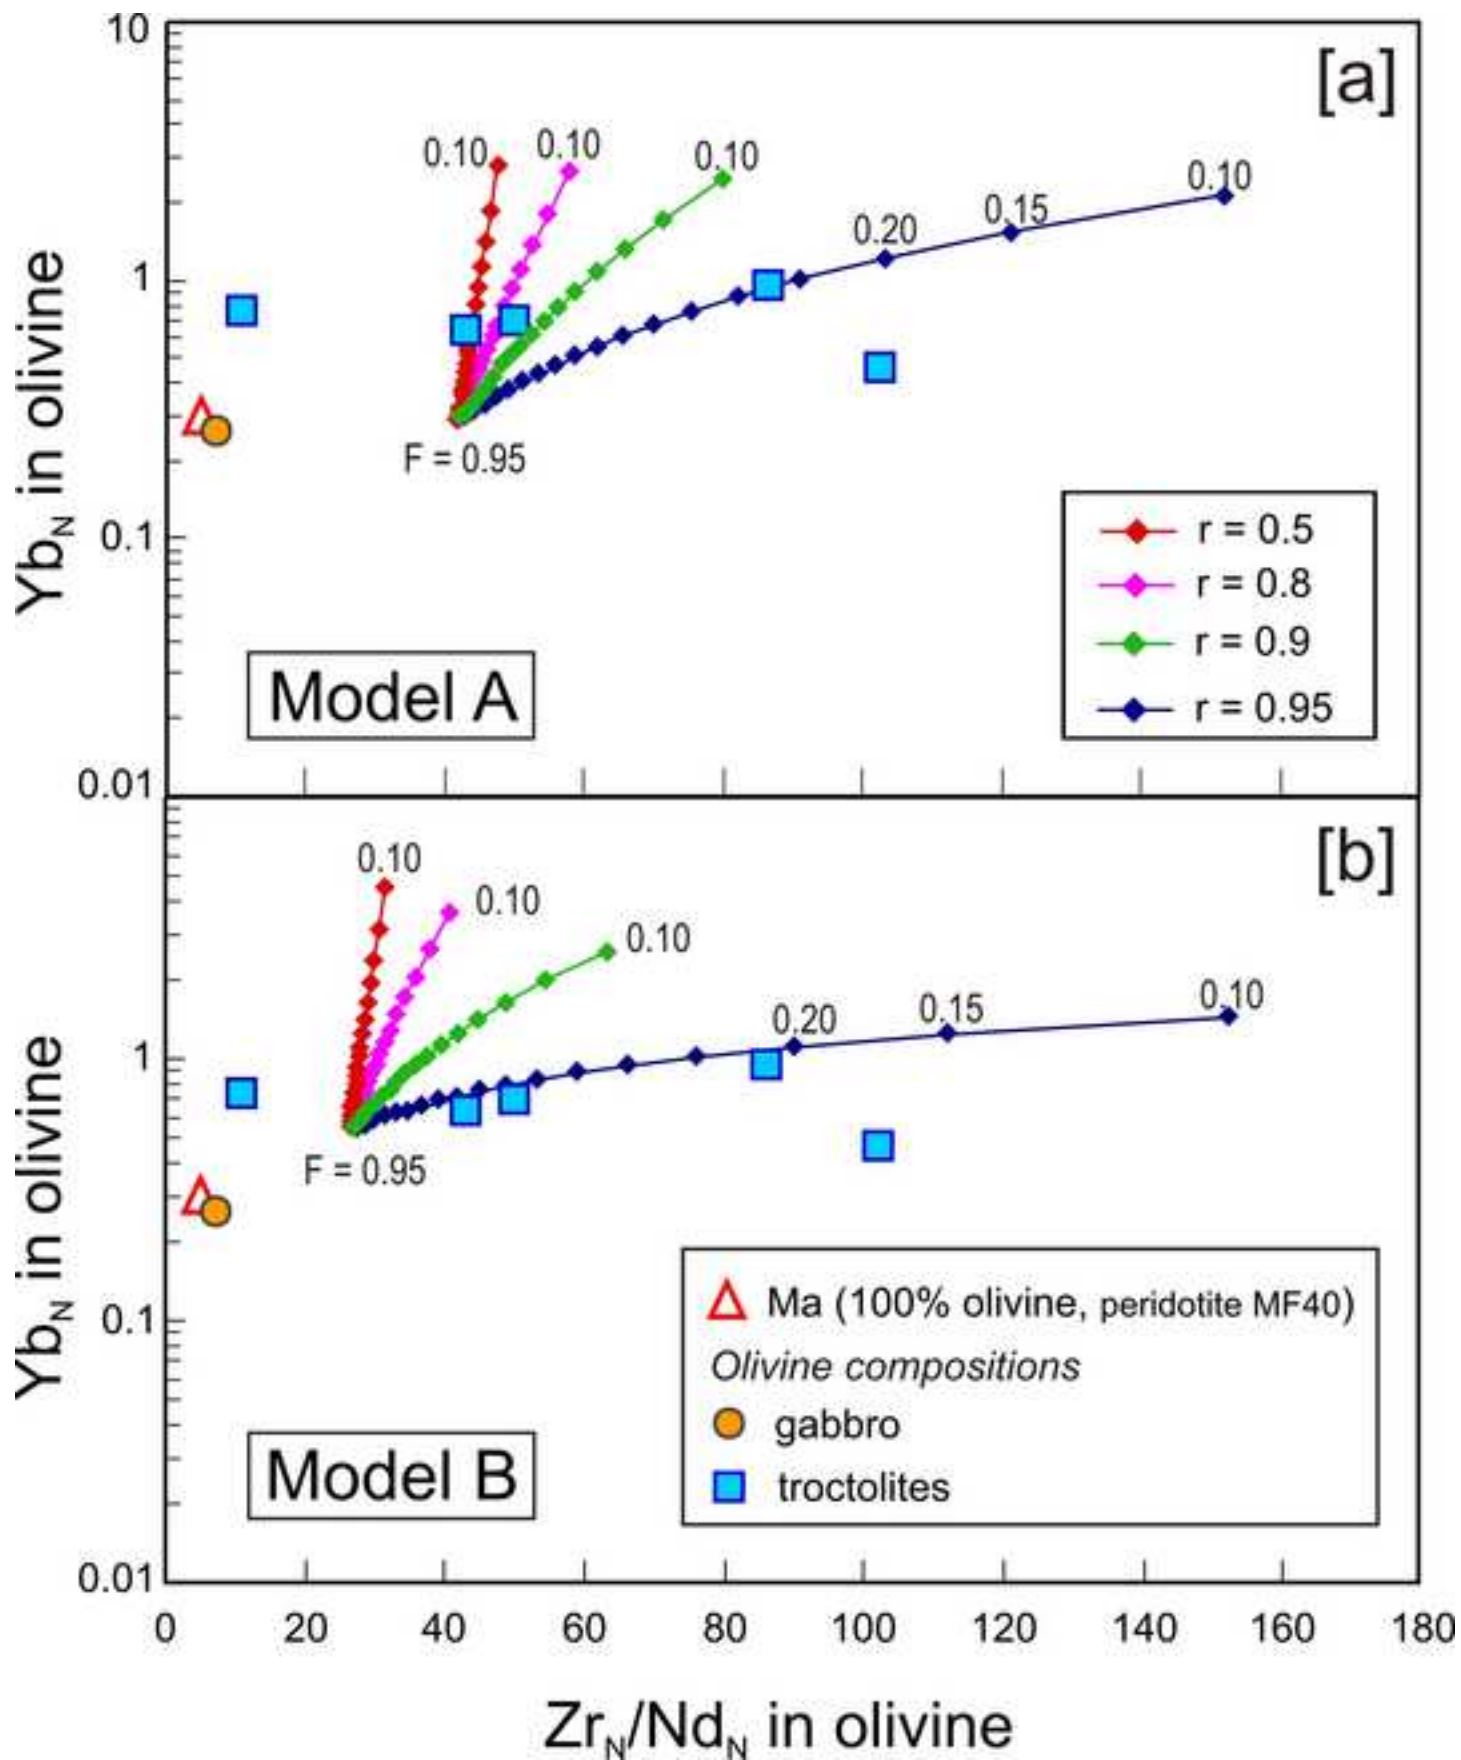 10
1
0.1
0.01
Yb_N in olivine
[a]
0.10
0.10
0.10
0.20
0.15
0.10
F = 0.95
r = 0.5
r = 0.8
r = 0.9
r = 0.95
Model A
[b]
1
0.1
0.01
Yb_N in olivine
0.10
0.10
0.10
0.20
0.15
0.10
F = 0.95
Ma (100% olivine, peridotite MF40)
Olivine compositions
gabbro
troctolites
Model B
0 20 40 60 80 100 120 140 160 180
Zr_N/Nd_N in olivine